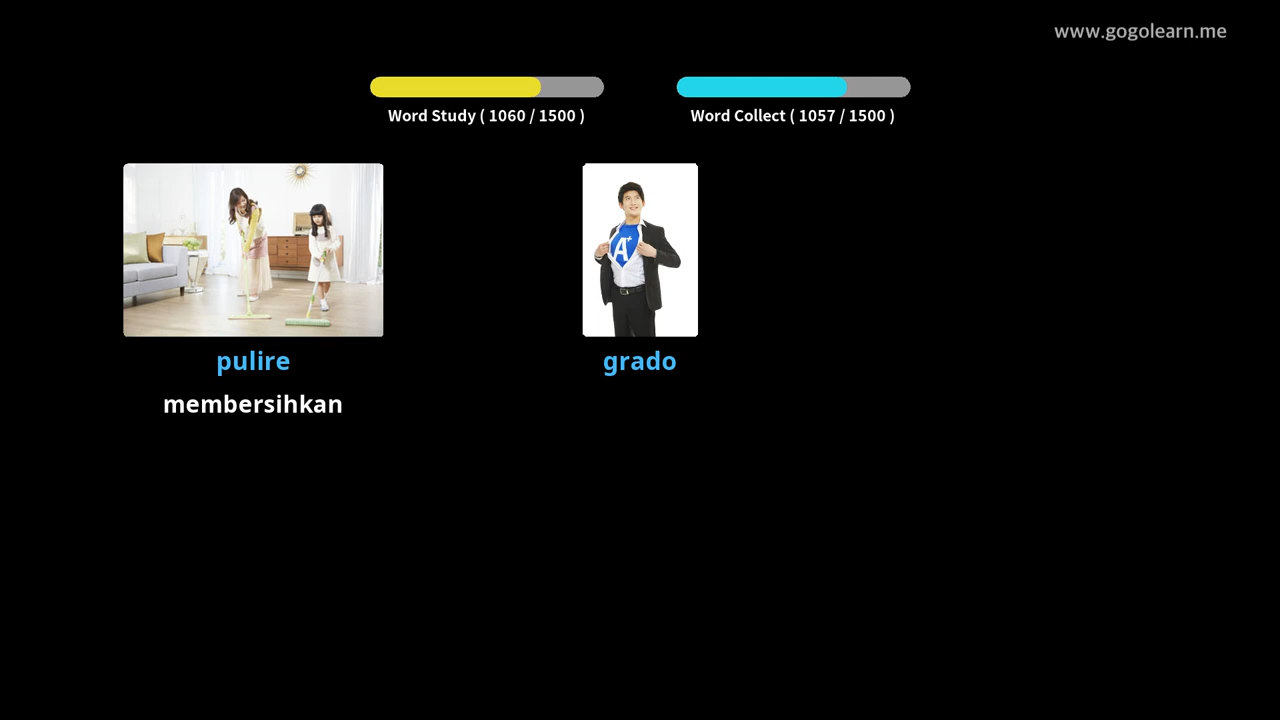 www.gogolearn.me
Word Study ( 1060 / 1500 )
Word Collect ( 1057 / 1500 )
A+
pulire
grado
membersihkan